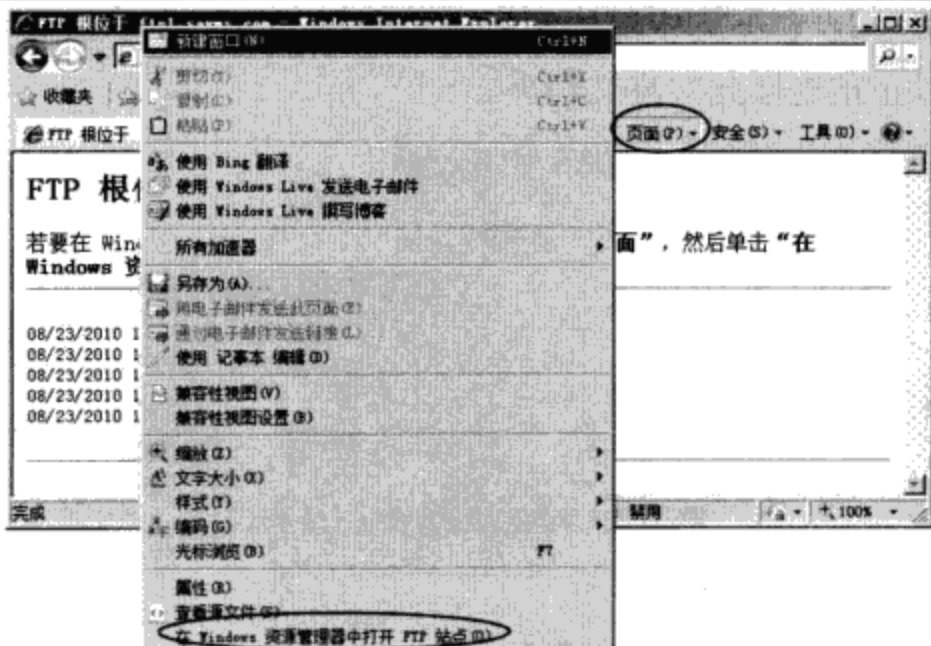 FTP 根位于 ftp1.sayms.com - Windows Internet Explorer
新建窗口(N) Ctrl+N
剪切(T) Ctrl+X
复制(C) Ctrl+C
粘贴(P) Ctrl+V
收藏夹
FTP 根位于
页面(P) 安全(S) 工具(O)
使用 Bing 翻译
使用 Windows Live 发送电子邮件
使用 Windows Live 撰写博客
FTP 根
若要在 Win
面”，然后单击“在
Windows 资
所有加速器
另存为(A)...
用电子邮件发送此页面(E)
通过电子邮件发送链接(L)
使用 记事本 编辑(D)
08/23/2010 1
08/23/2010 1
08/23/2010 1
08/23/2010 1
08/23/2010 1
兼容性视图(V)
兼容性视图设置(B)
缩放(Z)
文字大小(X)
样式(Y)
编码(G)
光标浏览(B) F7
完成
禁用
100%
属性(R)
查看源文件(S)
在 Windows 资源管理器中打开 FTP 站点(O)